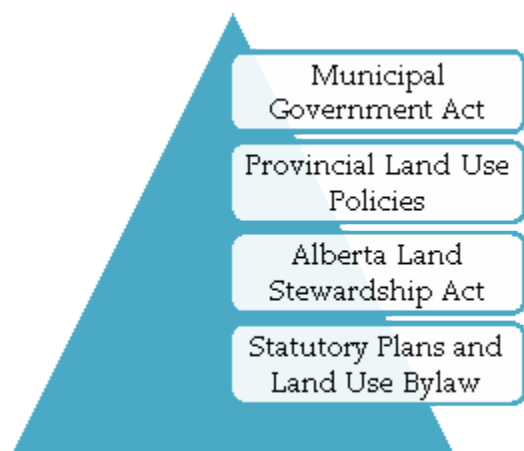 Municipal
Government Act
Provincial Land Use
Policies
Alberta Land
Stewardship Act
Statutory Plans and
Land Use Bylaw